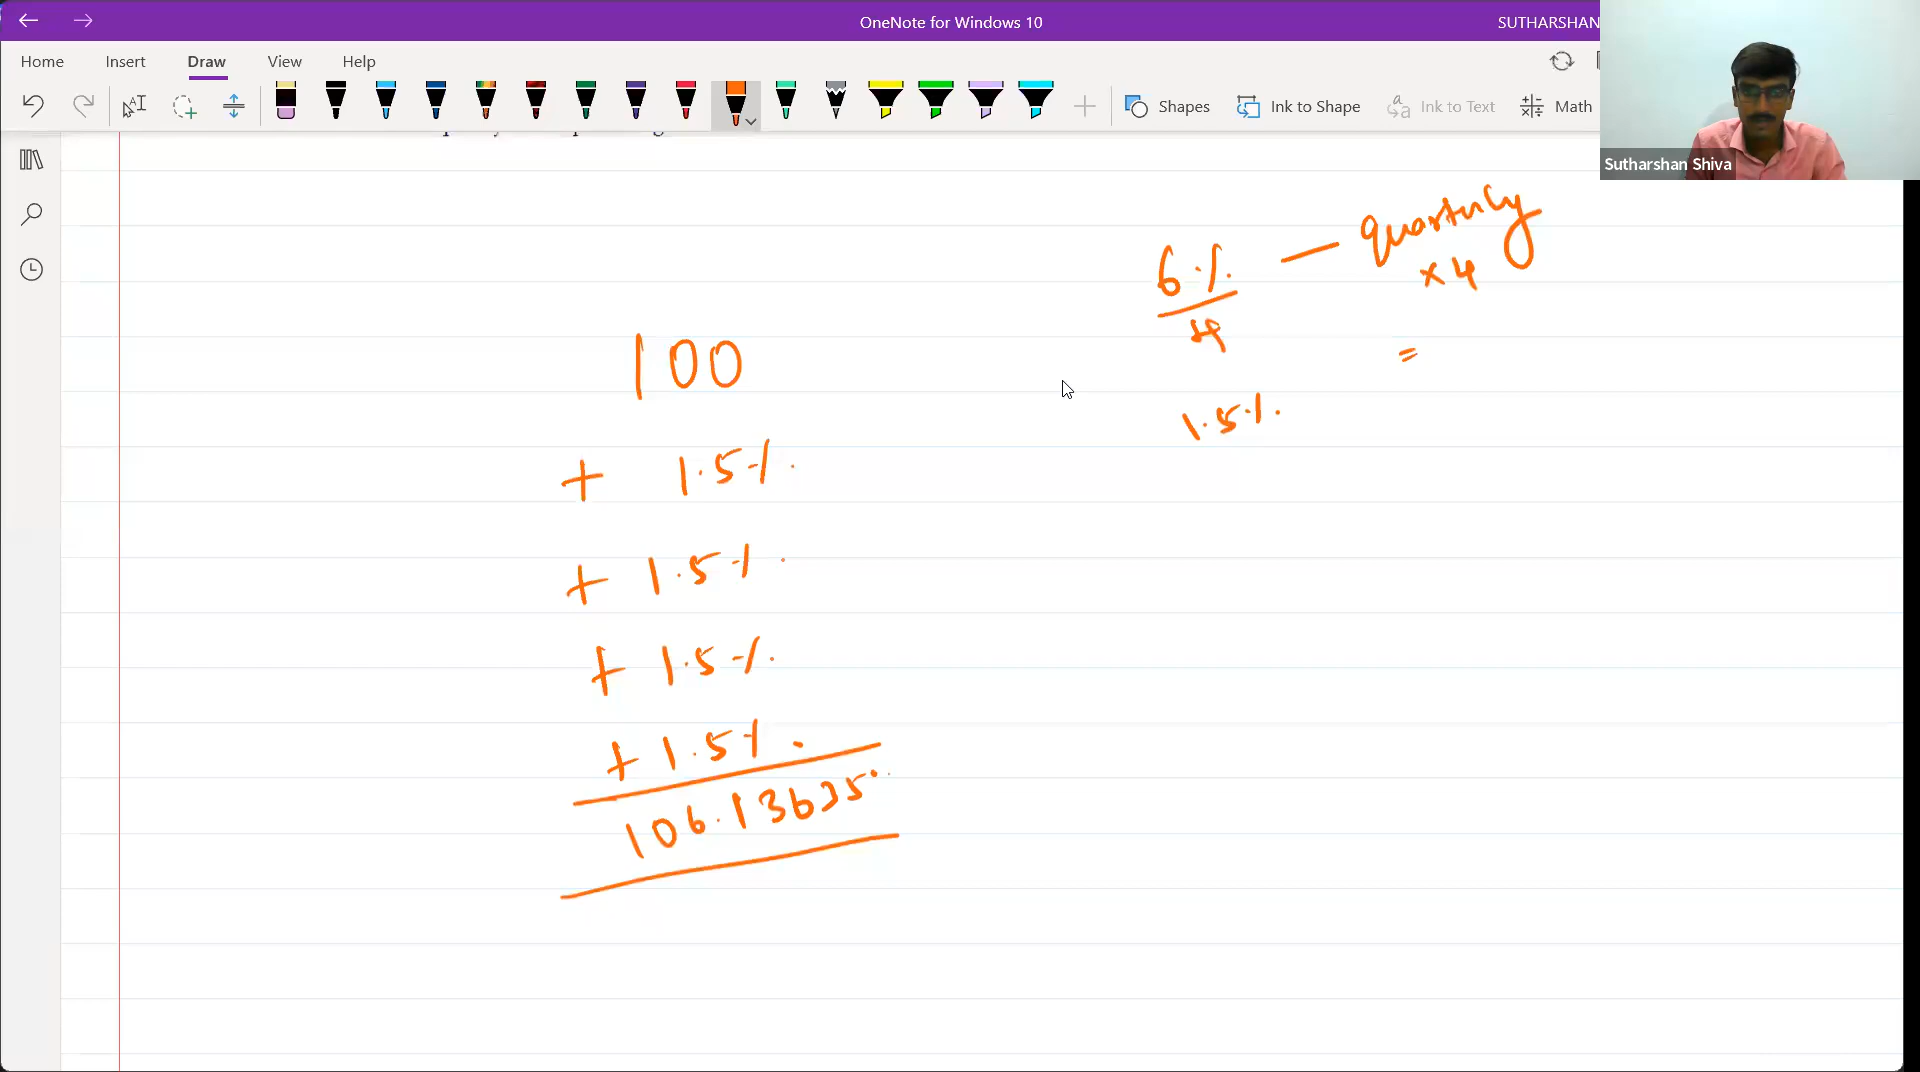 OneNote for Windows 10
SUTHARSHAN
Home Insert Draw View Help
Shapes Ink to Shape Ink to Text Math
Sutharshan Shiva
6% — quarterly
4 ×4
=
1.5%
100
+ 1.5%
+ 1.5%
+ 1.5%
+ 1.5%
106.13635